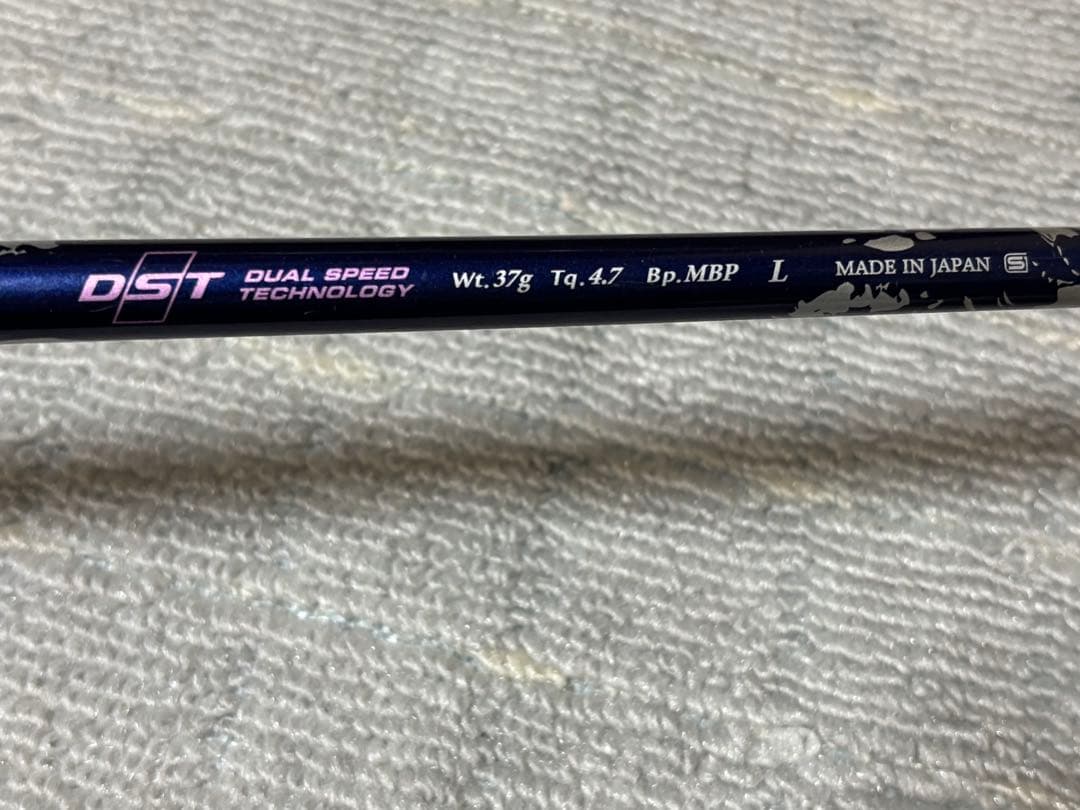 DST DUAL SPEED TECHNOLOGY Wt.37g Tq.4.7 Bp.MBP L MADE IN JAPAN S